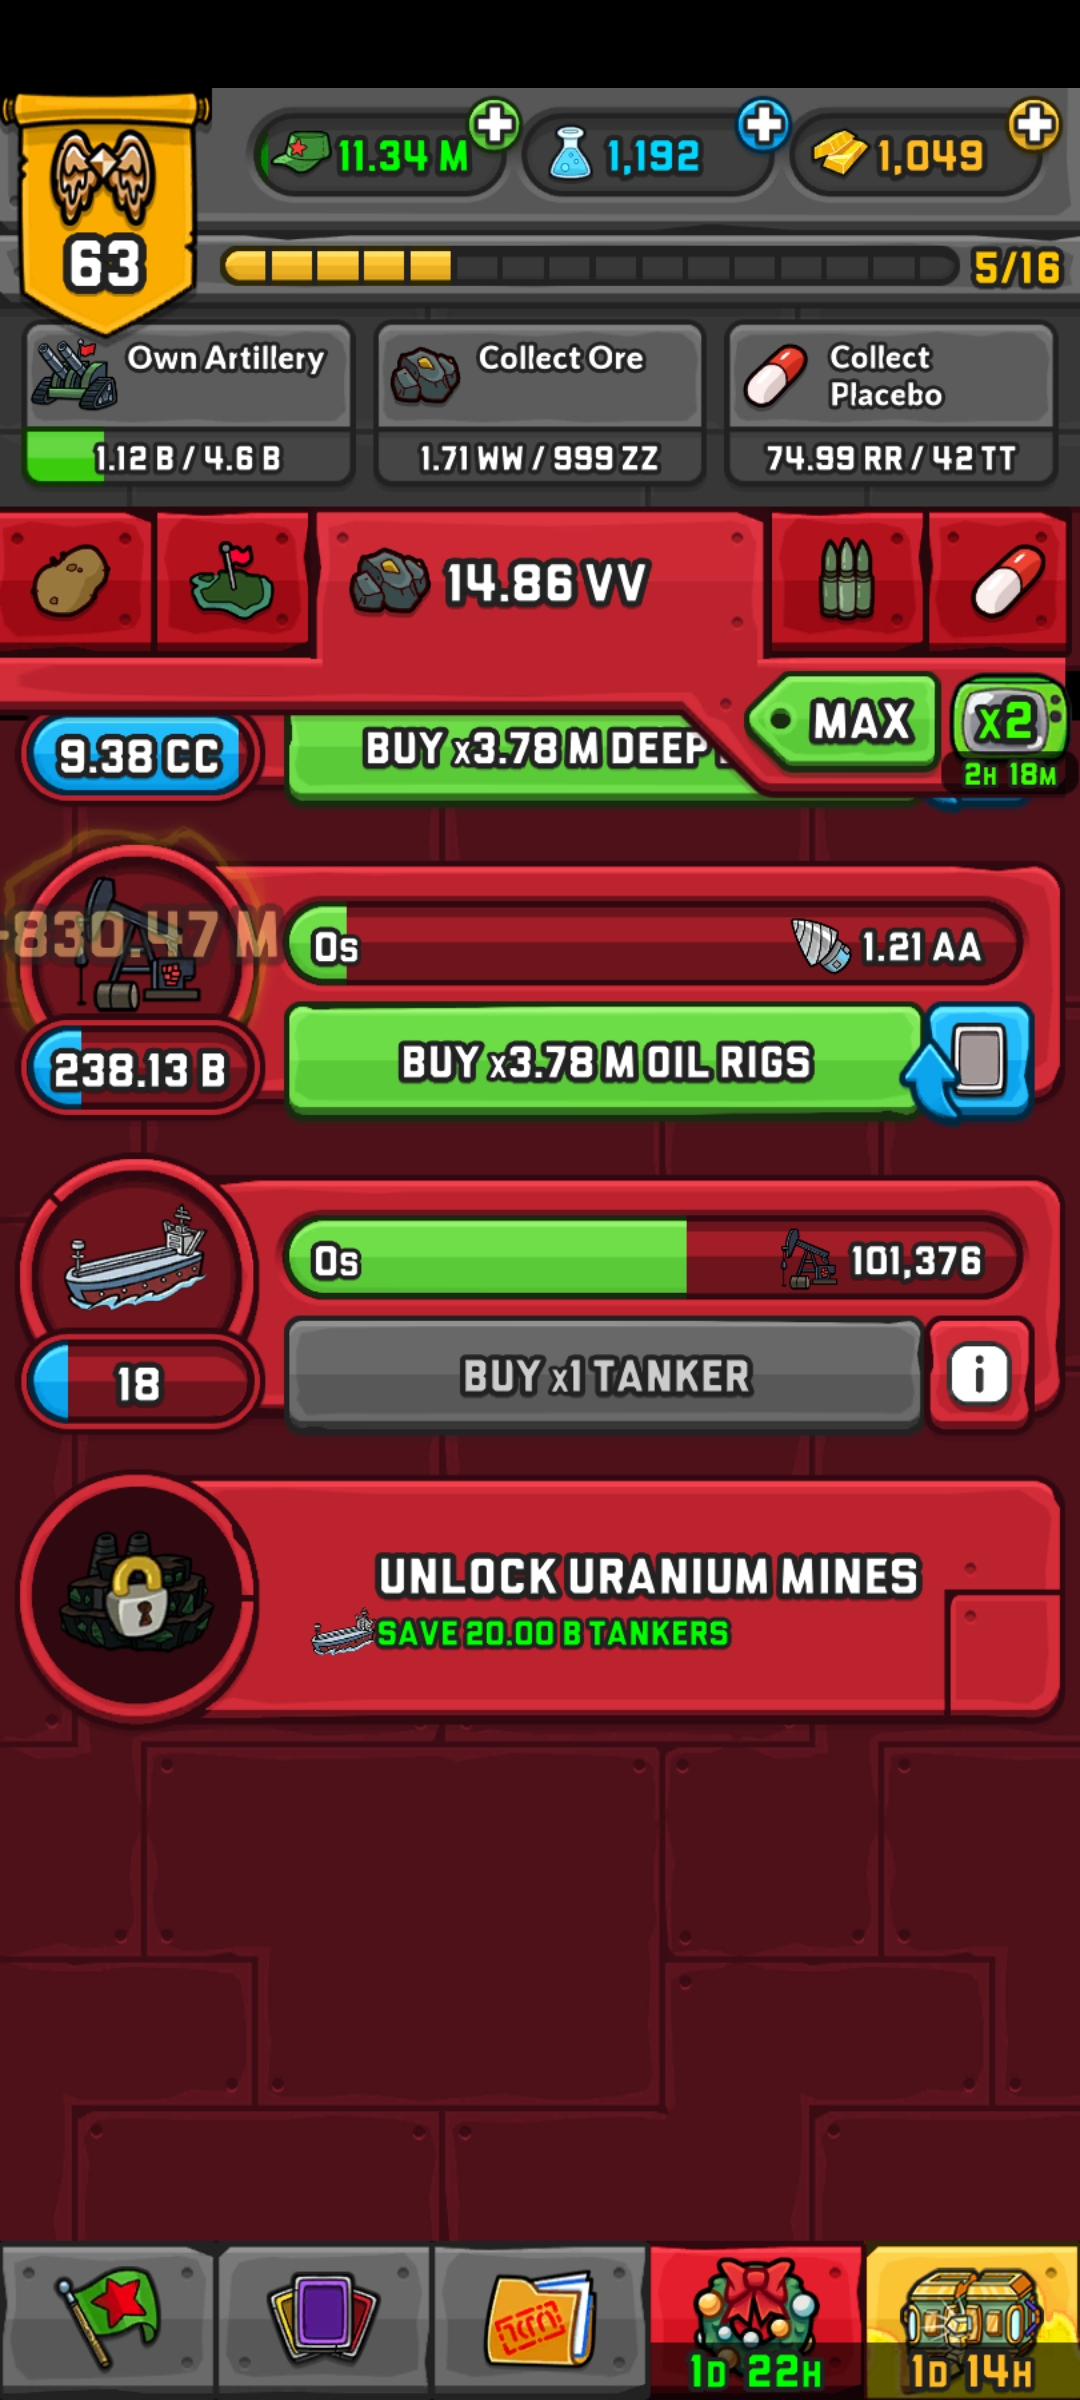 11.34 M
1,192
1,049
63
5/16
Own Artillery
1.12 B / 4.6 B
Collect Ore
1.71 WW / 999 ZZ
Collect
Placebo
74.99 RR / 42 TT
14.86 VV
MAX
x2
2H 18M
9.38 CC
BUY x3.78 M DEEP
-830.47 M
0s
1.21 AA
238.13 B
BUY x3.78 M OIL RIGS
0s
101,376
18
BUY x1 TANKER
i
UNLOCK URANIUM MINES
SAVE 20.00 B TANKERS
1D 22H
1D 14H